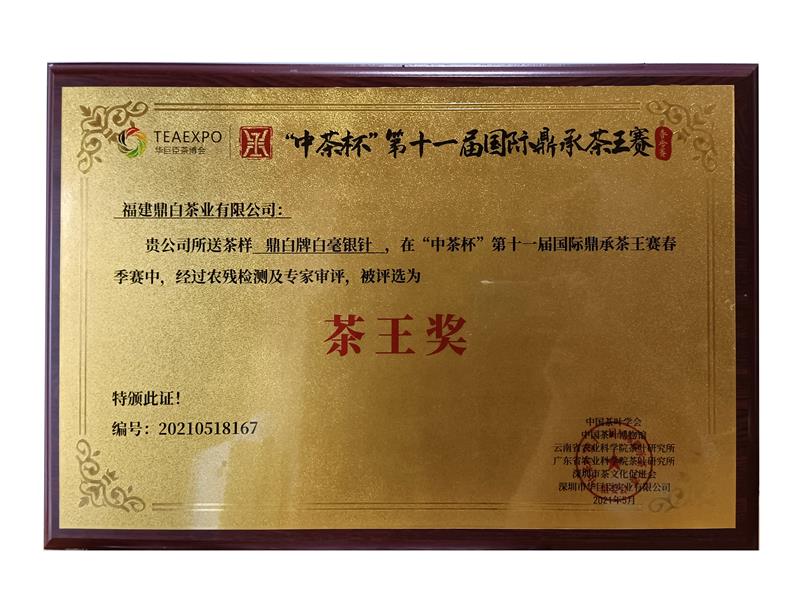 TEAEXPO
华巨臣茶博会
“中茶杯”第十一届国际鼎承茶王赛
春季赛
福建鼎白茶业有限公司：
贵公司所送茶样 鼎白牌白毫银针 ，在“中茶杯”第十一届国际鼎承茶王赛春
季赛中，经过农残检测及专家审评，被评选为
茶王奖
特颁此证！
编号：20210518167
中国茶叶学会
中国茶叶博物馆
云南省农业科学院茶叶研究所
广东省农业科学院茶叶研究所
深圳市茶文化促进会
深圳市华巨臣实业有限公司
2021年5月